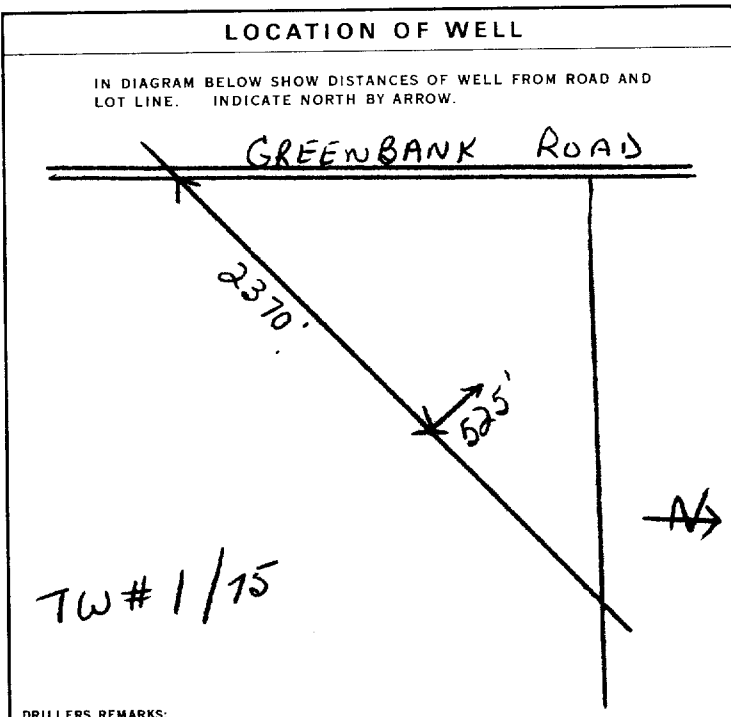 LOCATION OF WELL
IN DIAGRAM BELOW SHOW DISTANCES OF WELL FROM ROAD AND
LOT LINE. INDICATE NORTH BY ARROW.
GREENBANK ROAD
2370'
525'
N
TW # 1/75
DRILLERS REMARKS: